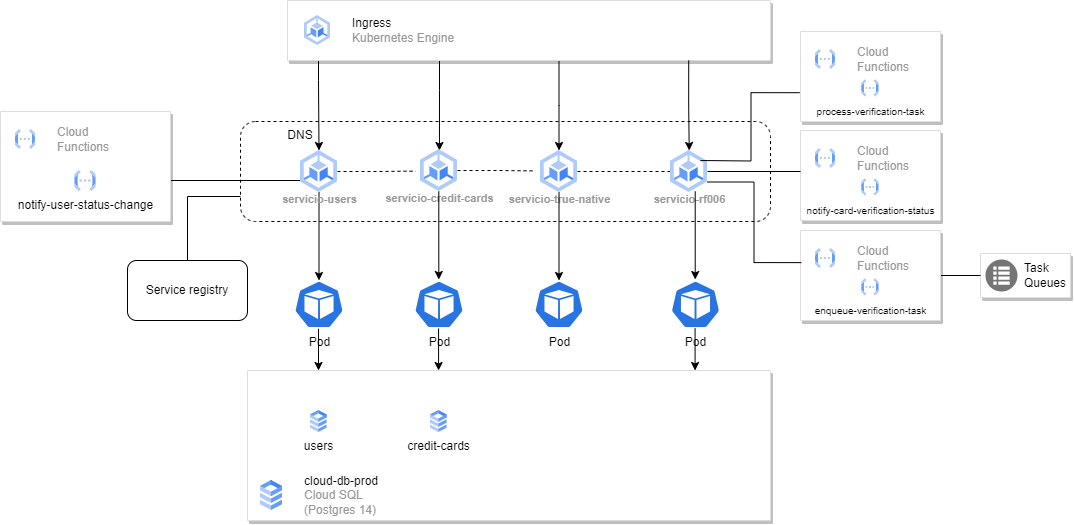 Ingress
Kubernetes Engine
Cloud
Functions
process-verification-task
Cloud
Functions
notify-user-status-change
DNS
servicio-users
servicio-credit-cards
servicio-true-native
servicio-rf006
Cloud
Functions
notify-card-verification-status
Service registry
Cloud
Functions
enqueue-verification-task
Task
Queues
Pod
Pod
Pod
Pod
users
credit-cards
cloud-db-prod
Cloud SQL
(Postgres 14)